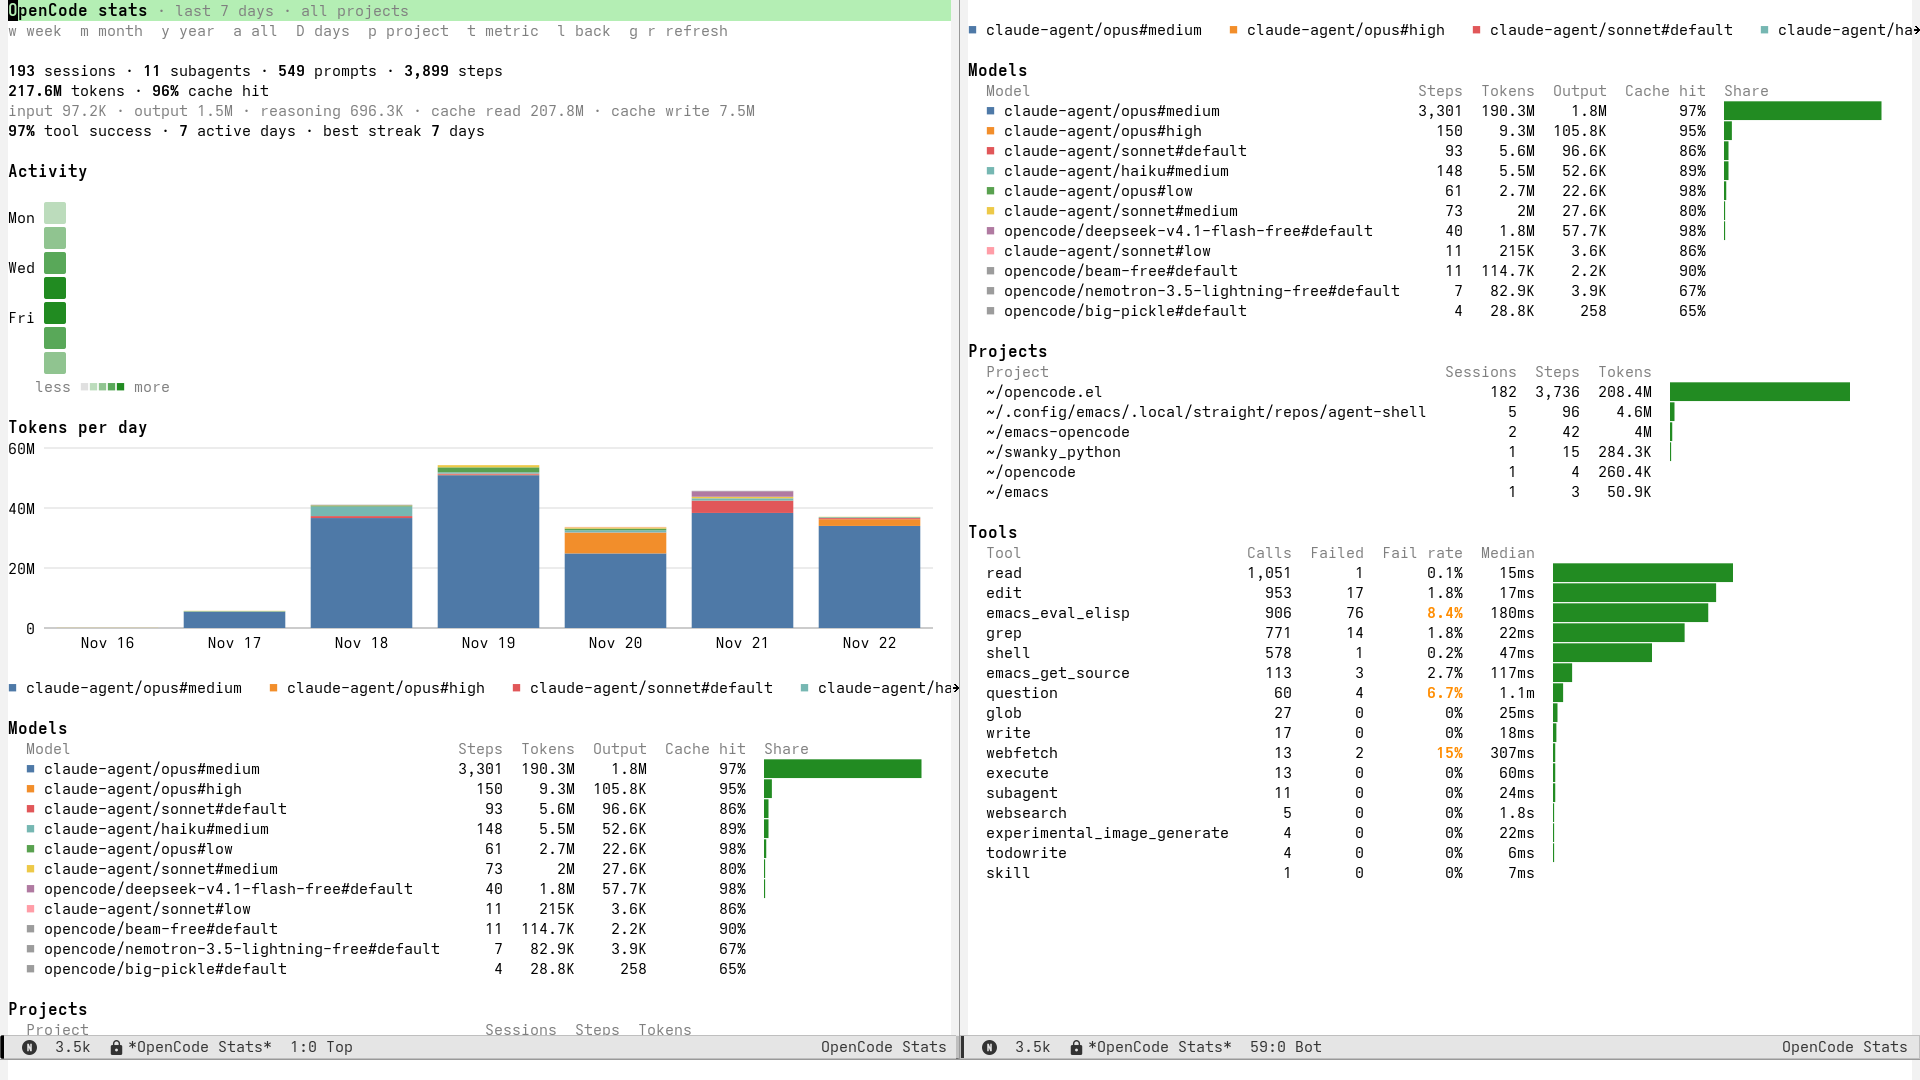 OpenCode stats · last 7 days · all projects
w week  m month  y year  a all  D days  p project  t metric  l back  g r refresh
193 sessions · 11 subagents · 549 prompts · 3,899 steps
217.6M tokens · 96% cache hit
input 97.2K · output 1.5M · reasoning 696.3K · cache read 207.8M · cache write 7.5M
97% tool success · 7 active days · best streak 7 days
Activity
Mon
Wed
Fri
less more
Tokens per day
60M
40M
20M
0
Nov 16 Nov 17 Nov 18 Nov 19 Nov 20 Nov 21 Nov 22
claude-agent/opus#medium claude-agent/opus#high claude-agent/sonnet#default claude-agent/ha
Models
Model Steps Tokens Output Cache hit Share
claude-agent/opus#medium 3,301 190.3M 1.8M 97%
claude-agent/opus#high 150 9.3M 105.8K 95%
claude-agent/sonnet#default 93 5.6M 96.6K 86%
claude-agent/haiku#medium 148 5.5M 52.6K 89%
claude-agent/opus#low 61 2.7M 22.6K 98%
claude-agent/sonnet#medium 73 2M 27.6K 80%
opencode/deepseek-v4.1-flash-free#default 40 1.8M 57.7K 98%
claude-agent/sonnet#low 11 215K 3.6K 86%
opencode/beam-free#default 11 114.7K 2.2K 90%
opencode/nemotron-3.5-lightning-free#default 7 82.9K 3.9K 67%
opencode/big-pickle#default 4 28.8K 258 65%
Projects
Project Sessions Steps Tokens
N 3.5k *OpenCode Stats* 1:0 Top OpenCode Stats
claude-agent/opus#medium claude-agent/opus#high claude-agent/sonnet#default claude-agent/ha
Models
Model Steps Tokens Output Cache hit Share
claude-agent/opus#medium 3,301 190.3M 1.8M 97%
claude-agent/opus#high 150 9.3M 105.8K 95%
claude-agent/sonnet#default 93 5.6M 96.6K 86%
claude-agent/haiku#medium 148 5.5M 52.6K 89%
claude-agent/opus#low 61 2.7M 22.6K 98%
claude-agent/sonnet#medium 73 2M 27.6K 80%
opencode/deepseek-v4.1-flash-free#default 40 1.8M 57.7K 98%
claude-agent/sonnet#low 11 215K 3.6K 86%
opencode/beam-free#default 11 114.7K 2.2K 90%
opencode/nemotron-3.5-lightning-free#default 7 82.9K 3.9K 67%
opencode/big-pickle#default 4 28.8K 258 65%
Projects
Project Sessions Steps Tokens
~/opencode.el 182 3,736 208.4M
~/.config/emacs/.local/straight/repos/agent-shell 5 96 4.6M
~/emacs-opencode 2 42 4M
~/swanky_python 1 15 284.3K
~/opencode 1 4 260.4K
~/emacs 1 3 50.9K
Tools
Tool Calls Failed Fail rate Median
read 1,051 1 0.1% 15ms
edit 953 17 1.8% 17ms
emacs_eval_elisp 906 76 8.4% 180ms
grep 771 14 1.8% 22ms
shell 578 1 0.2% 47ms
emacs_get_source 113 3 2.7% 117ms
question 60 4 6.7% 1.1m
glob 27 0 0% 25ms
write 17 0 0% 18ms
webfetch 13 2 15% 307ms
execute 13 0 0% 60ms
subagent 11 0 0% 24ms
websearch 5 0 0% 1.8s
experimental_image_generate 4 0 0% 22ms
todowrite 4 0 0% 6ms
skill 1 0 0% 7ms
N 3.5k *OpenCode Stats* 59:0 Bot OpenCode Stats